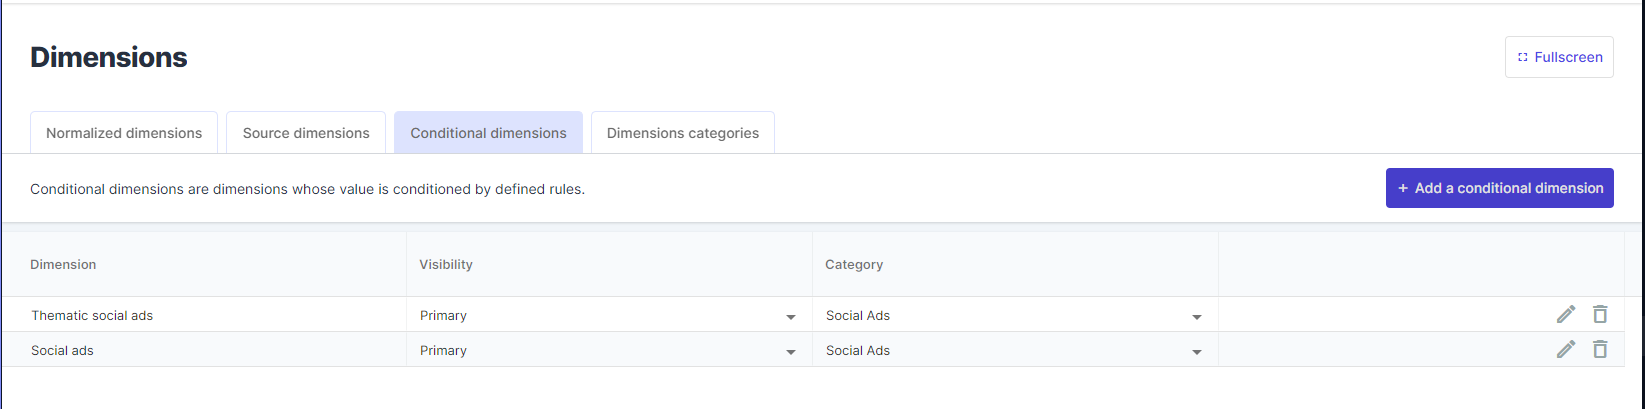 Dimensions
Fullscreen
Normalized dimensions
Source dimensions
Conditional dimensions
Dimensions categories
Conditional dimensions are dimensions whose value is conditioned by defined rules.
+ Add a conditional dimension
Dimension Visibility Category
Thematic social ads Primary Social Ads
Social ads Primary Social Ads